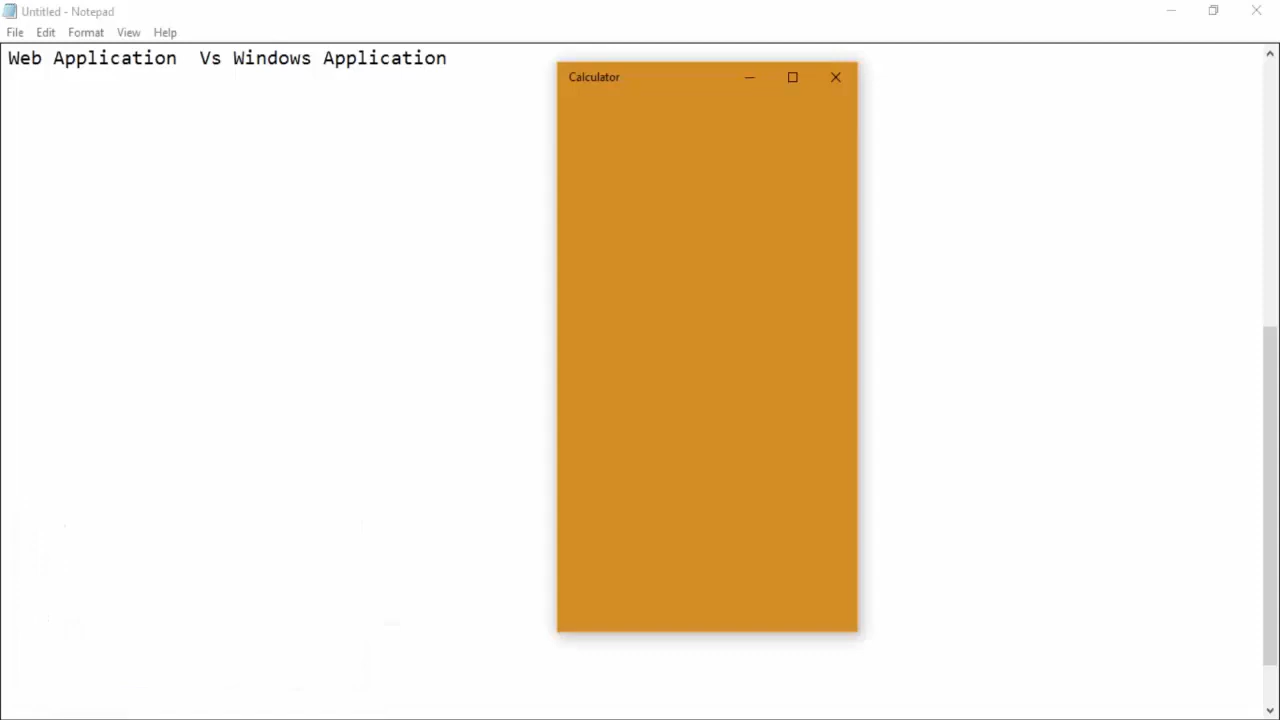 Untitled - Notepad
File Edit Format View Help
Web Application  Vs Windows Application
Calculator